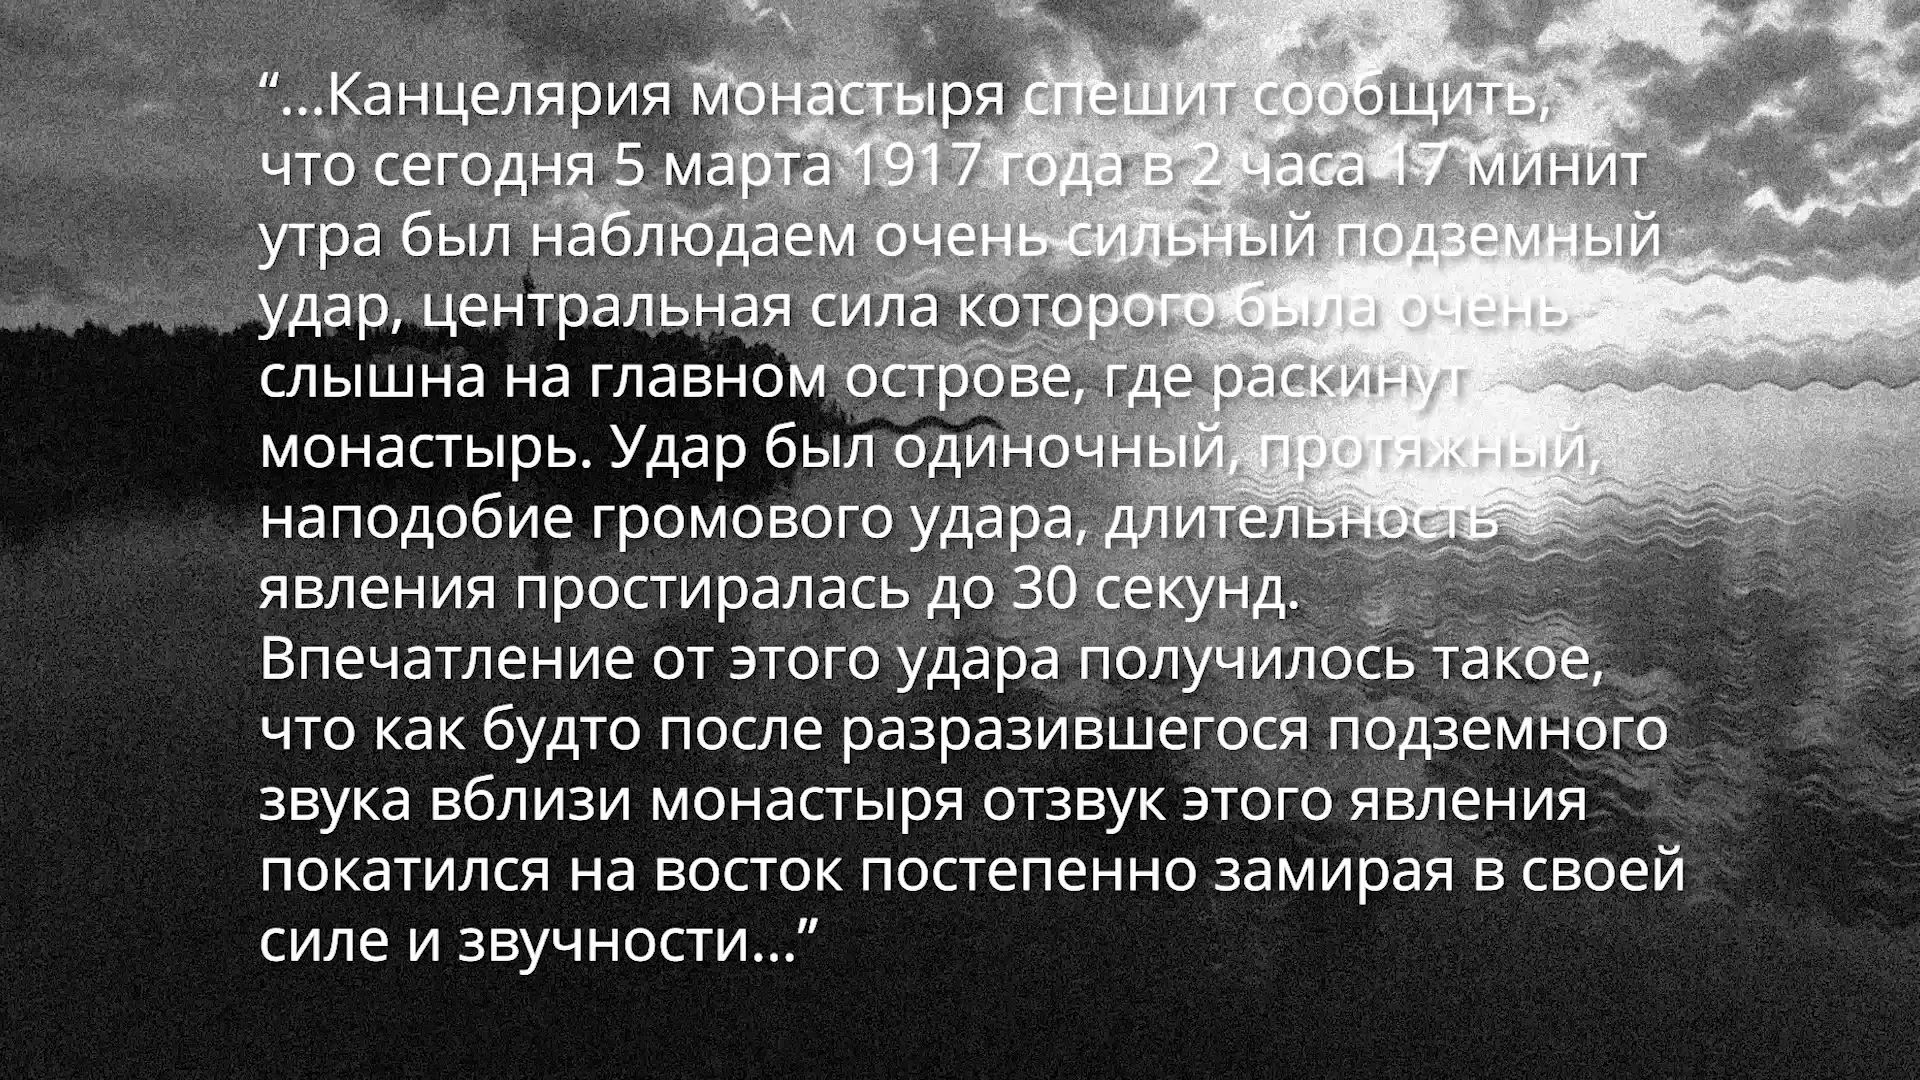 “...Канцелярия монастыря спешит сообщить,
что сегодня 5 марта 1917 года в 2 часа 17 минит
утра был наблюдаем очень сильный подземный
удар, центральная сила которого была очень
слышна на главном острове, где раскинут
монастырь. Удар был одиночный, протяжный,
наподобие громового удара, длительность
явления простиралась до 30 секунд.
Впечатление от этого удара получилось такое,
что как будто после разразившегося подземного
звука вблизи монастыря отзвук этого явления
покатился на восток постепенно замирая в своей
силе и звучности...”